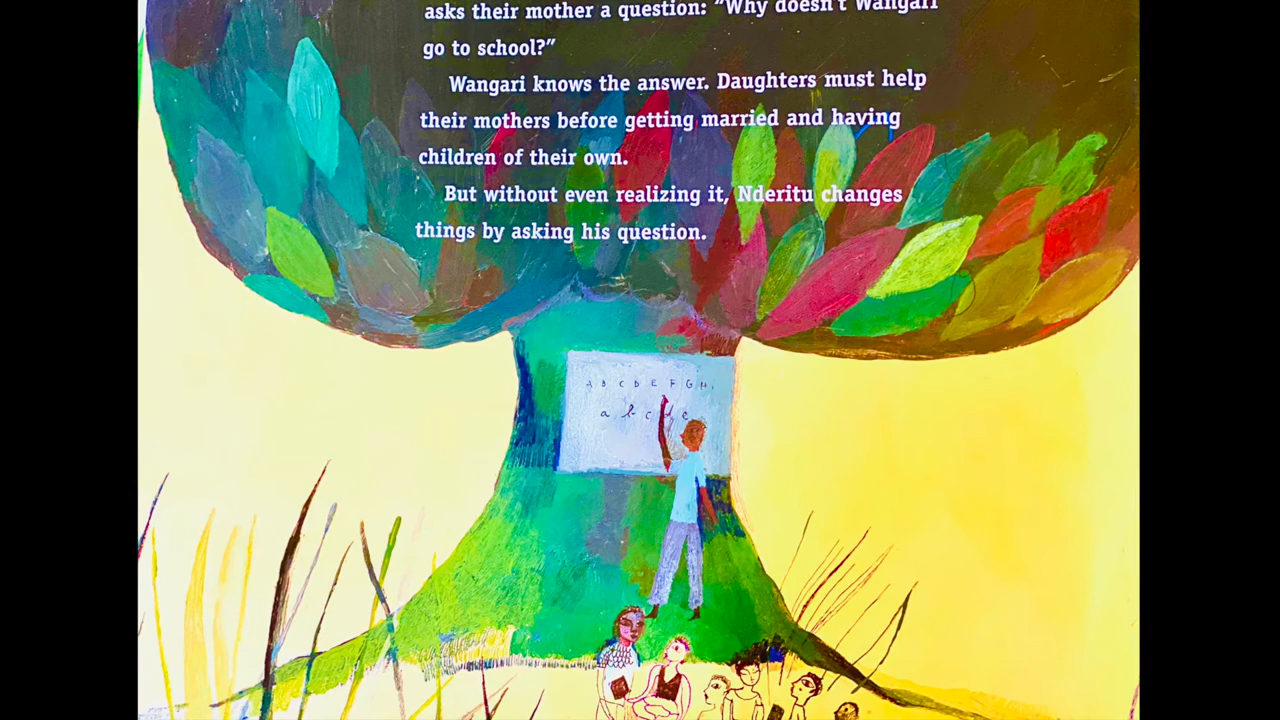 asks their mother a question: “Why doesn’t Wangari
go to school?”
Wangari knows the answer. Daughters must help
their mothers before getting married and having
children of their own.
But without even realizing it, Nderitu changes
things by asking his question.
A B C D E F G H
a b c d e